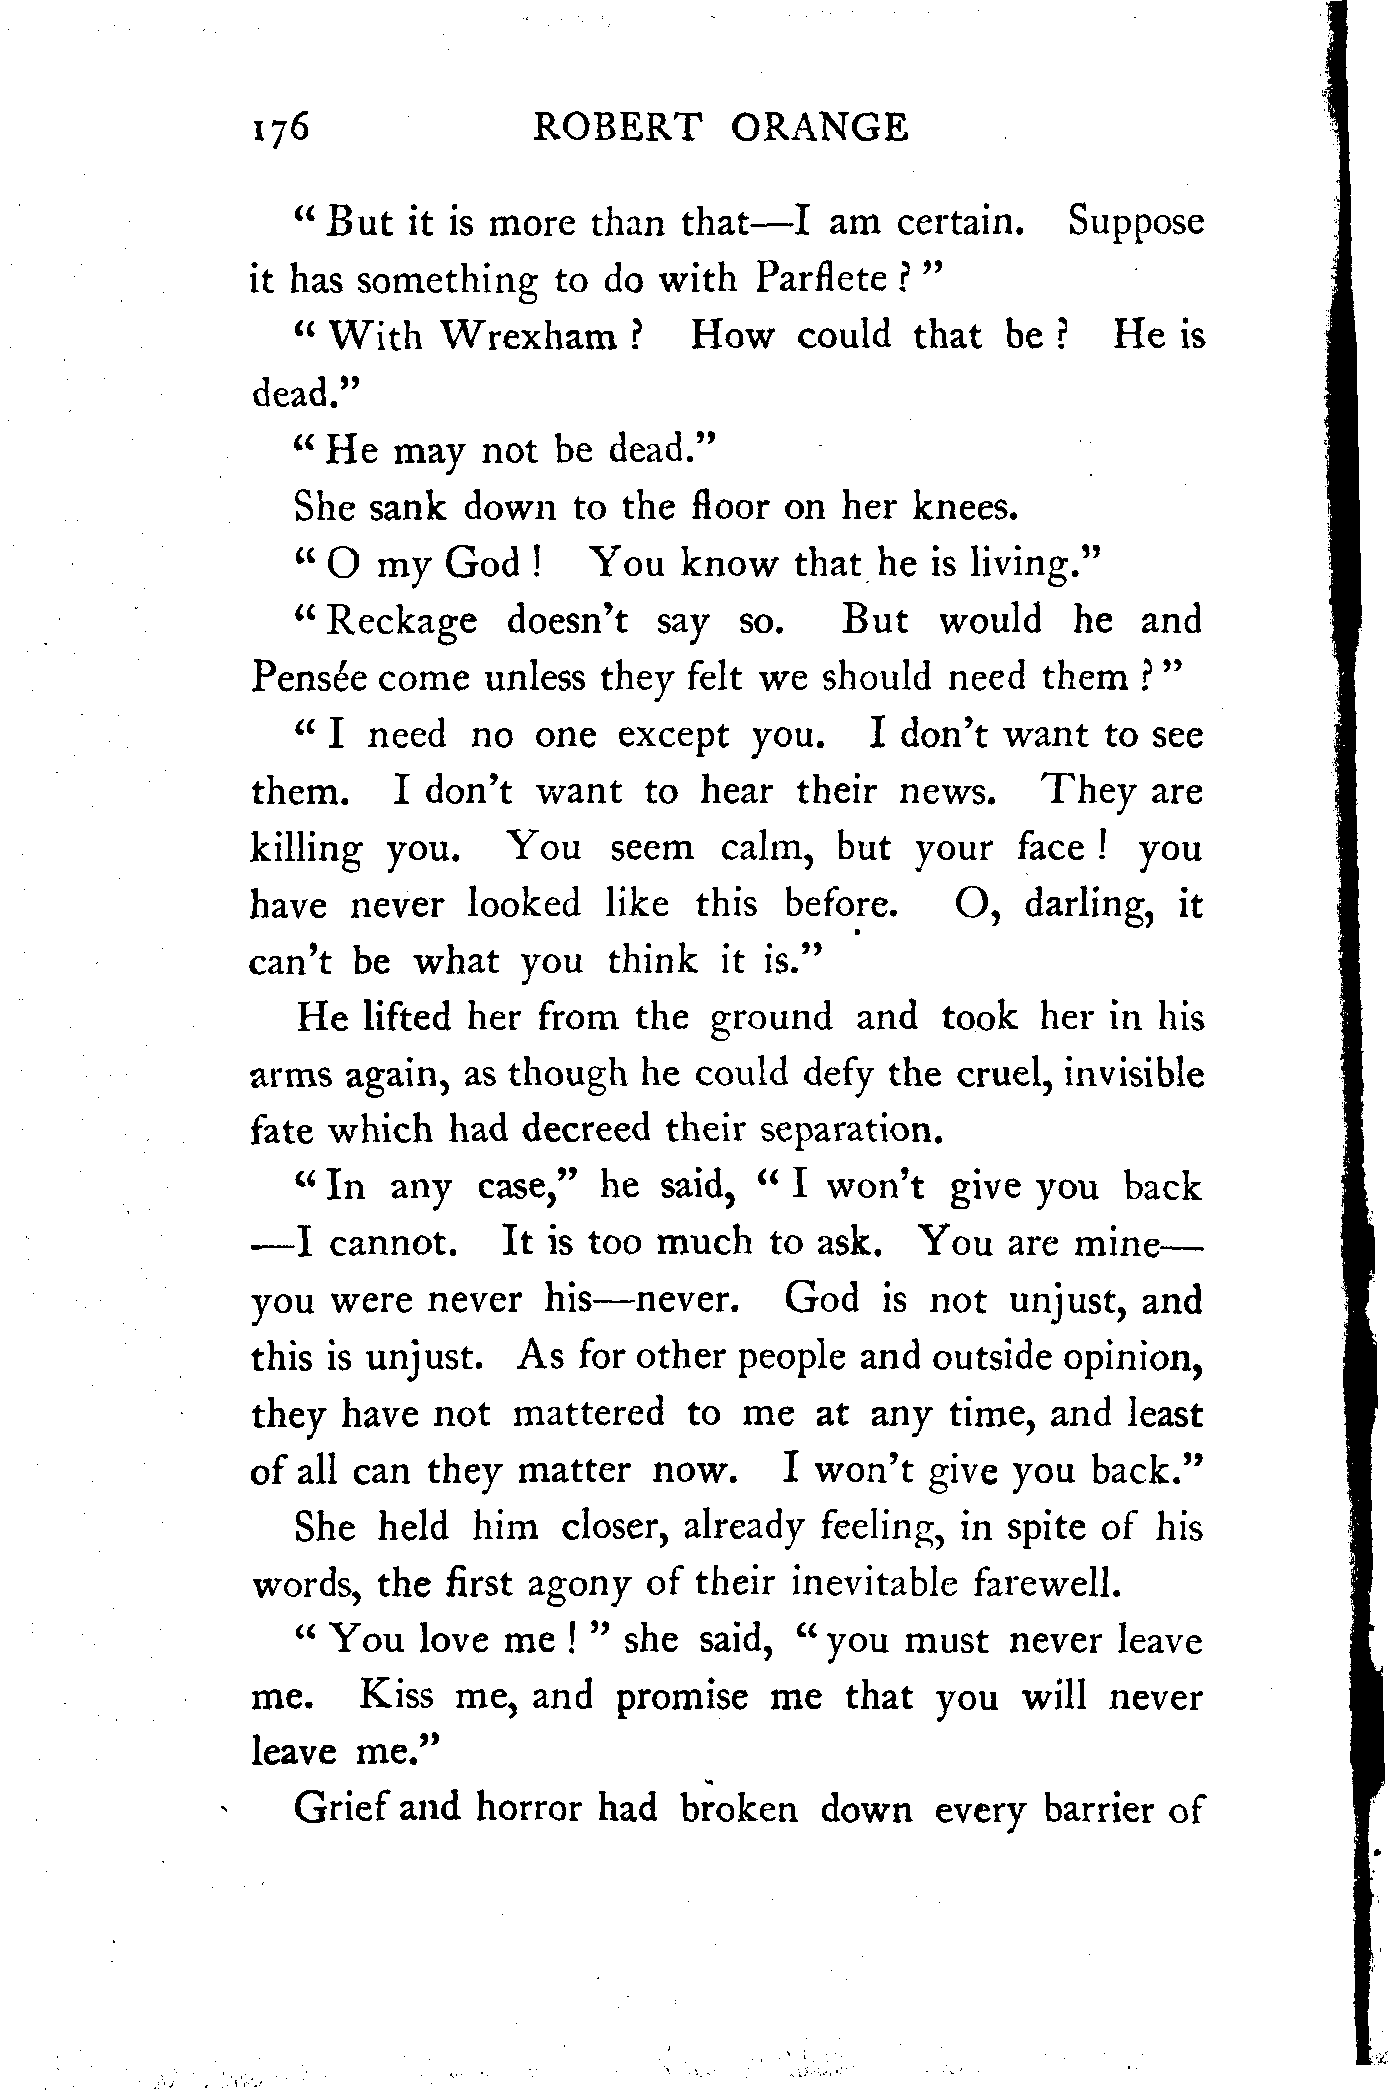 176 ROBERT ORANGE
“ But it is more than that—I am certain. Suppose
it has something to do with Parflete ? ”
“ With Wrexham ? How could that be ? He is
dead.”
“ He may not be dead.”
She sank down to the floor on her knees.
“ O my God ! You know that he is living.”
“ Reckage doesn’t say so. But would he and
Pensée come unless they felt we should need them ? ”
“ I need no one except you. I don’t want to see
them. I don’t want to hear their news. They are
killing you. You seem calm, but your face ! you
have never looked like this before. O, darling, it
can’t be what you think it is.”
He lifted her from the ground and took her in his
arms again, as though he could defy the cruel, invisible
fate which had decreed their separation.
“ In any case,” he said, “ I won’t give you back
—I cannot. It is too much to ask. You are mine—
you were never his—never. God is not unjust, and
this is unjust. As for other people and outside opinion,
they have not mattered to me at any time, and least
of all can they matter now. I won’t give you back.”
She held him closer, already feeling, in spite of his
words, the first agony of their inevitable farewell.
“ You love me ! ” she said, “ you must never leave
me. Kiss me, and promise me that you will never
leave me.”
Grief and horror had broken down every barrier of